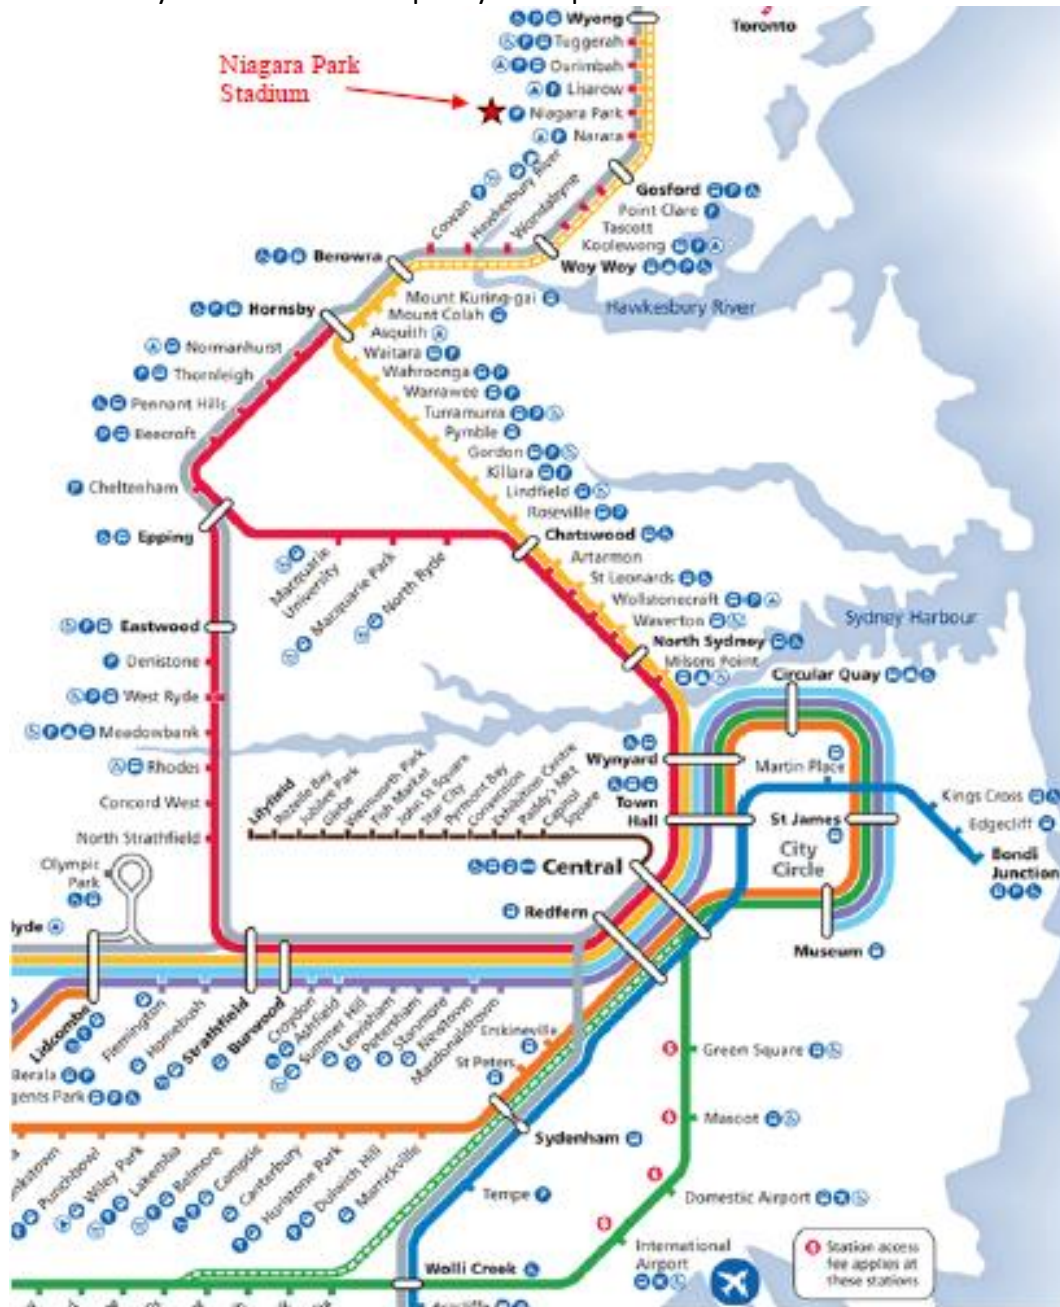 Wyong
Toronto
Tuggerah
Ourimbah
Niagara Park
Stadium
Lisarow
Niagara Park
Narara
Cowan
Hawkesbury River
Wondabyne
Gosford
Point Clare
Tascott
Koolewong
Woy Woy
Berowra
Hawkesbury River
Mount Kuring-gai
Mount Colah
Hornsby
Asquith
Normanhurst
Waitara
Thornleigh
Wahroonga
Warrawee
Pennant Hills
Turramurra
Beecroft
Pymble
Gordon
Killara
Cheltenham
Lindfield
Roseville
Epping
Chatswood
Macquarie
University
Macquarie Park
North Ryde
Artarmon
St Leonards
Wollstonecraft
Waverton
Sydney Harbour
Eastwood
North Sydney
Denistone
Milsons Point
Circular Quay
West Ryde
Meadowbank
Rhodes
Wynyard
Martin Place
Concord West
Town
Hall
St James
Kings Cross
Edgecliff
North Strathfield
City
Circle
Bondi
Junction
Lilyfield
Rozelle Bay
Jubilee Park
Glebe
Wentworth Park
Fish Market
John St Square
Star City
Pyrmont Bay
Convention
Exhibition Centre
Paddy's Mkt
Capitol
Square
Olympic
Park
Central
Redfern
lyde
Museum
Lidcombe
Flemington
Homebush
Strathfield
Burwood
Croydon
Ashfield
Summer Hill
Lewisham
Petersham
Stanmore
Newtown
Macdonaldtown
Erskineville
St Peters
Berala
gents Park
Green Square
Mascot
Sydenham
nkstown
Punchbowl
Wiley Park
Lakemba
Belmore
Campsie
Canterbury
Hurlstone Park
Dulwich Hill
Marrickville
Tempe
Domestic Airport
International
Airport
Station access
fee applies at
these stations
Wolli Creek